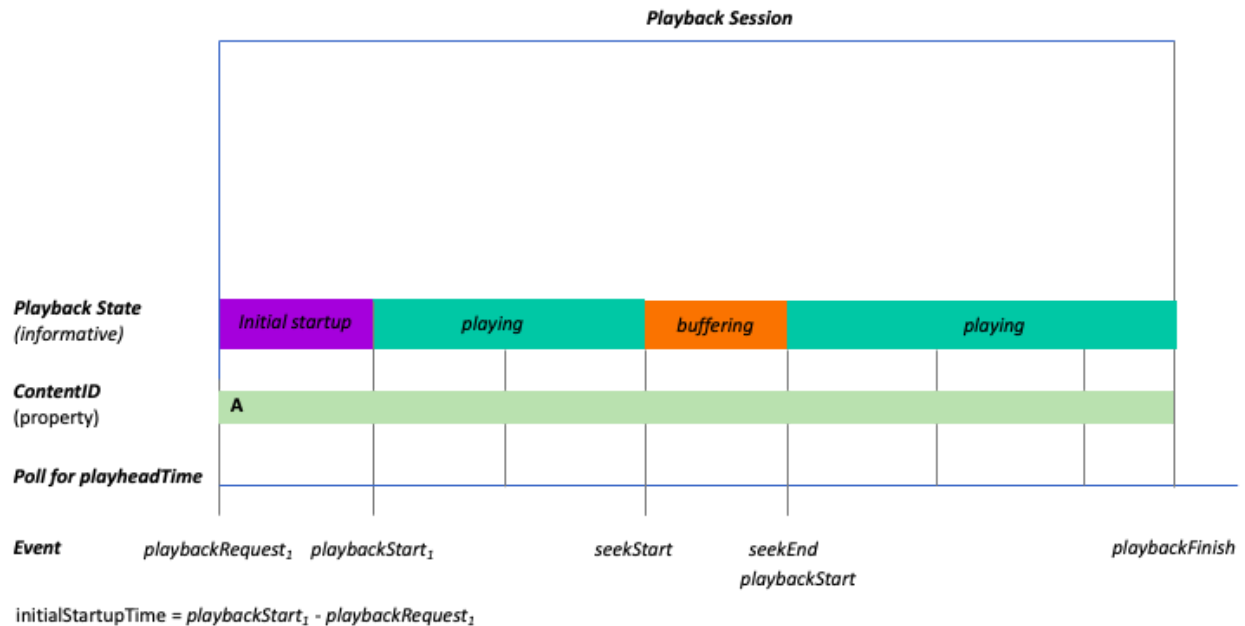 Playback Session
Playback State
(informative)
Initial startup
playing
buffering
playing
ContentID
(property)
A
Poll for playheadTime
Event
playbackRequest₁
playbackStart₁
seekStart
seekEnd
playbackStart
playbackFinish
initialStartupTime = playbackStart₁ - playbackRequest₁